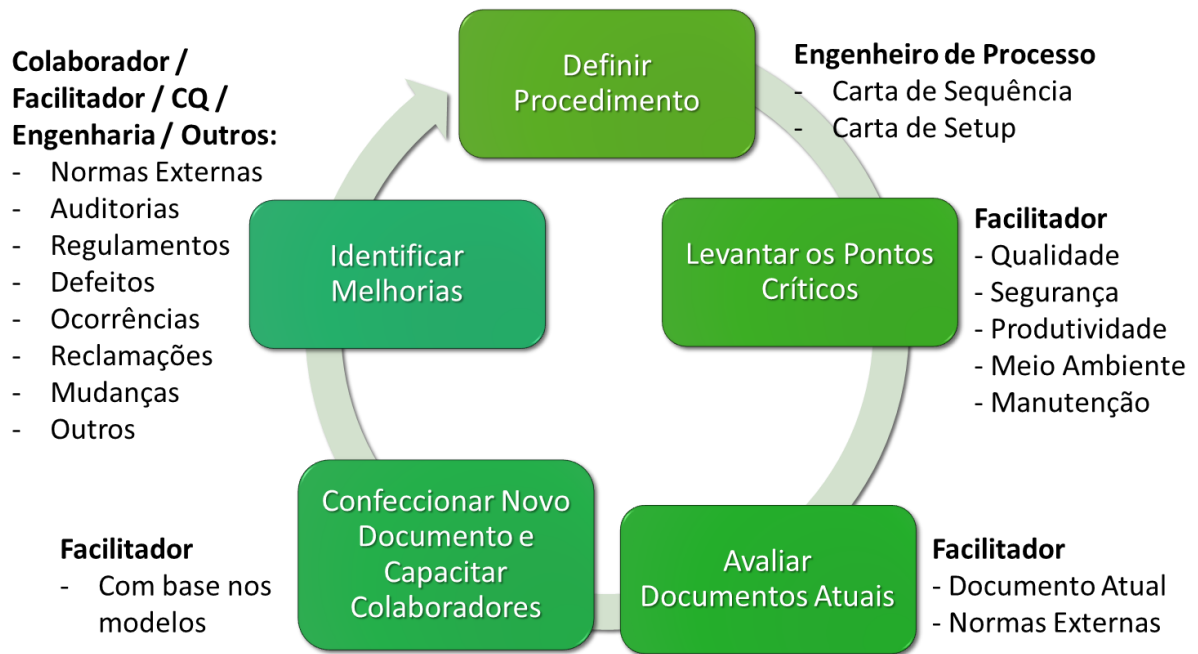 Definir
Procedimento
Engenheiro de Processo
- Carta de Sequência
- Carta de Setup
Levantar os Pontos
Críticos
Facilitador
- Qualidade
- Segurança
- Produtividade
- Meio Ambiente
- Manutenção
Avaliar
Documentos Atuais
Facilitador
- Documento Atual
- Normas Externas
Confeccionar Novo
Documento e
Capacitar
Colaboradores
Facilitador
- Com base nos
modelos
Identificar
Melhorias
Colaborador /
Facilitador / CQ /
Engenharia / Outros:
- Normas Externas
- Auditorias
- Regulamentos
- Defeitos
- Ocorrências
- Reclamações
- Mudanças
- Outros